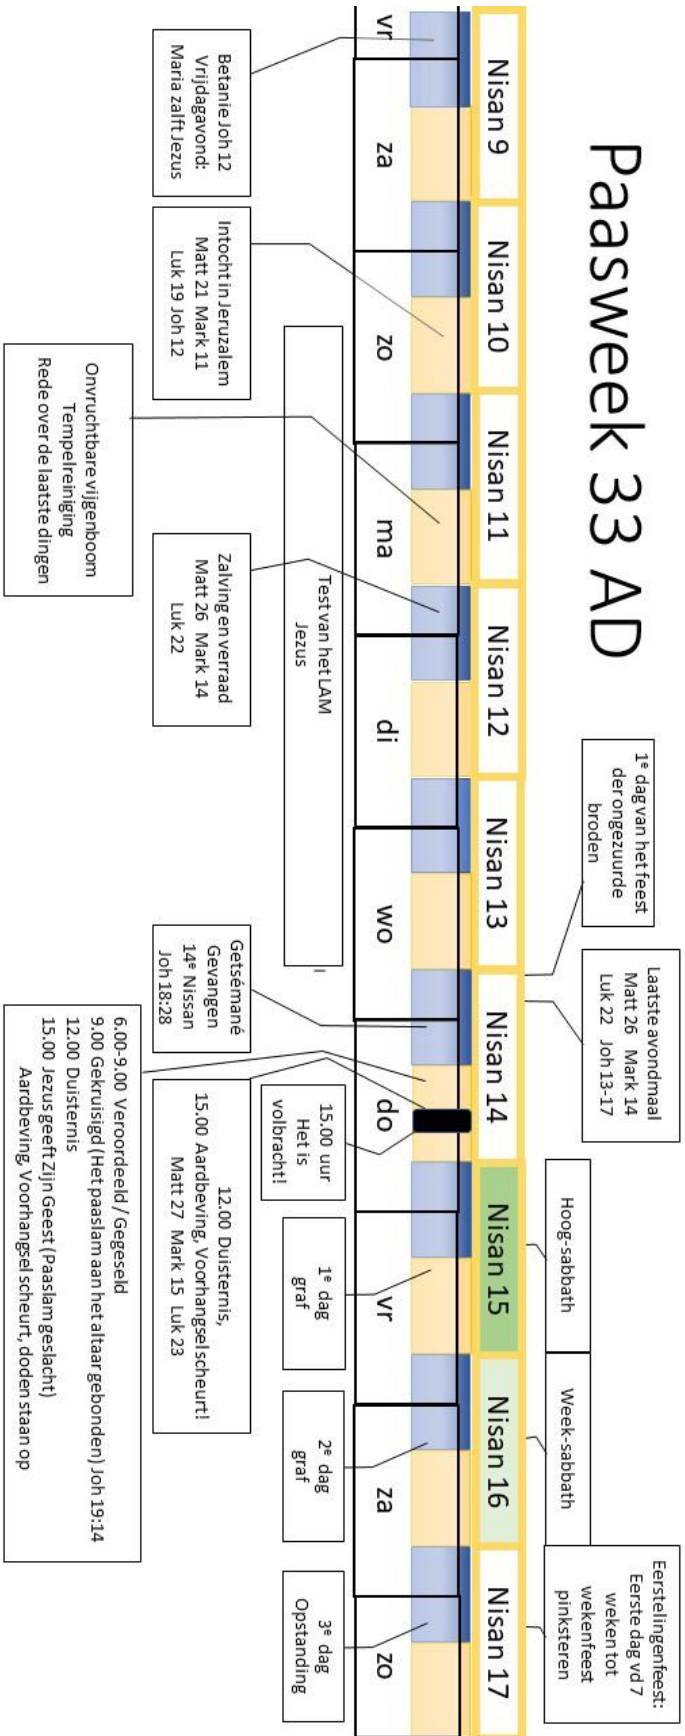 Paasweek 33 AD
1e dag van het feest
der ongezuurde
broden
Laatste avondmaal
Matt 26 Mark 14
Luk 22 Joh 13-17
Hoog-sabbath
Week-sabbath
Eerstelingenfeest:
Eerste dag vd 7
weken tot
wekenfeest
pinksteren
Nisan 9
Nisan 10
Nisan 11
Nisan 12
Nisan 13
Nisan 14
Nisan 15
Nisan 16
Nisan 17
vr
za
zo
ma
di
wo
do
vr
za
zo
Test van het LAM
Jezus
15.00 uur
Het is
volbracht!
1e dag
graf
2e dag
graf
3e dag
Opstanding
Betanie Joh 12
Vrijdagavond:
Maria zalft Jezus
Intocht in Jeruzalem
Matt 21 Mark 11
Luk 19 Joh 12
Zalving en verraad
Matt 26 Mark 14
Luk 22
Getsémané
Gevangen
14e Nissan
Joh 18:28
12.00 Duisternis,
15.00 Aardbeving, Voorhangsel scheurt!
Matt 27 Mark 15 Luk 23
Onvruchtbare vijgenboom
Tempelreiniging
Rede over de laatste dingen
6.00-9.00 Veroordeeld / Gegeseld
9.00 Gekruisigd (Het paaslam aan het altaar gebonden) Joh 19:14
12.00 Duisternis
15.00 Jezus geeft Zijn Geest (Paaslam geslacht)
Aardbeving, Voorhangsel scheurt, doden staan op